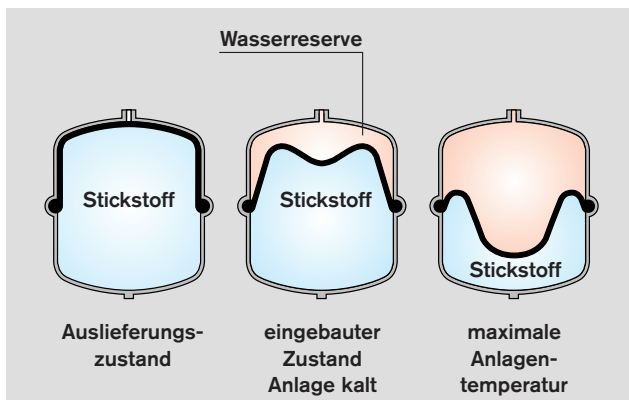 Wasserreserve
Stickstoff
Stickstoff
Stickstoff
Auslieferungs-
zustand
eingebauter
Zustand
Anlage kalt
maximale
Anlagen-
temperatur